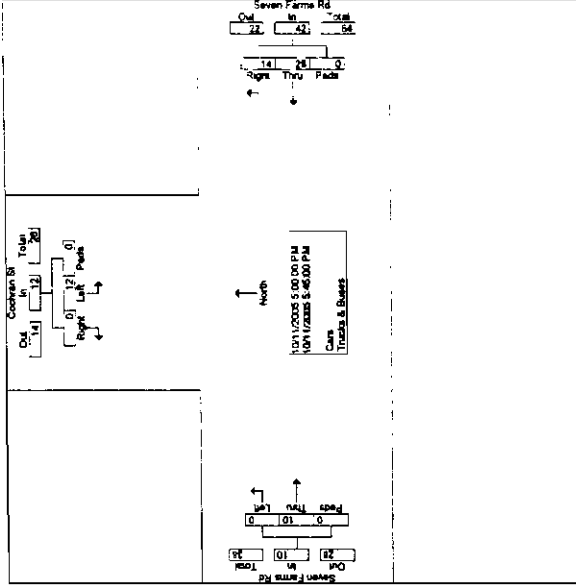 Seven Farms Rd
Out In Total
22 42 64
14 28 0
Right Thru Peds
Cochran St
Out In Total
14 12 26
0 12 0
Right Left Peds
North
10/11/2005 5:00:00 PM
10/11/2005 5:45:00 PM
Cars
Trucks & Buses
Left Thru Peds
0 10 0
38 10 28
Total In Out
Seven Farms Rd